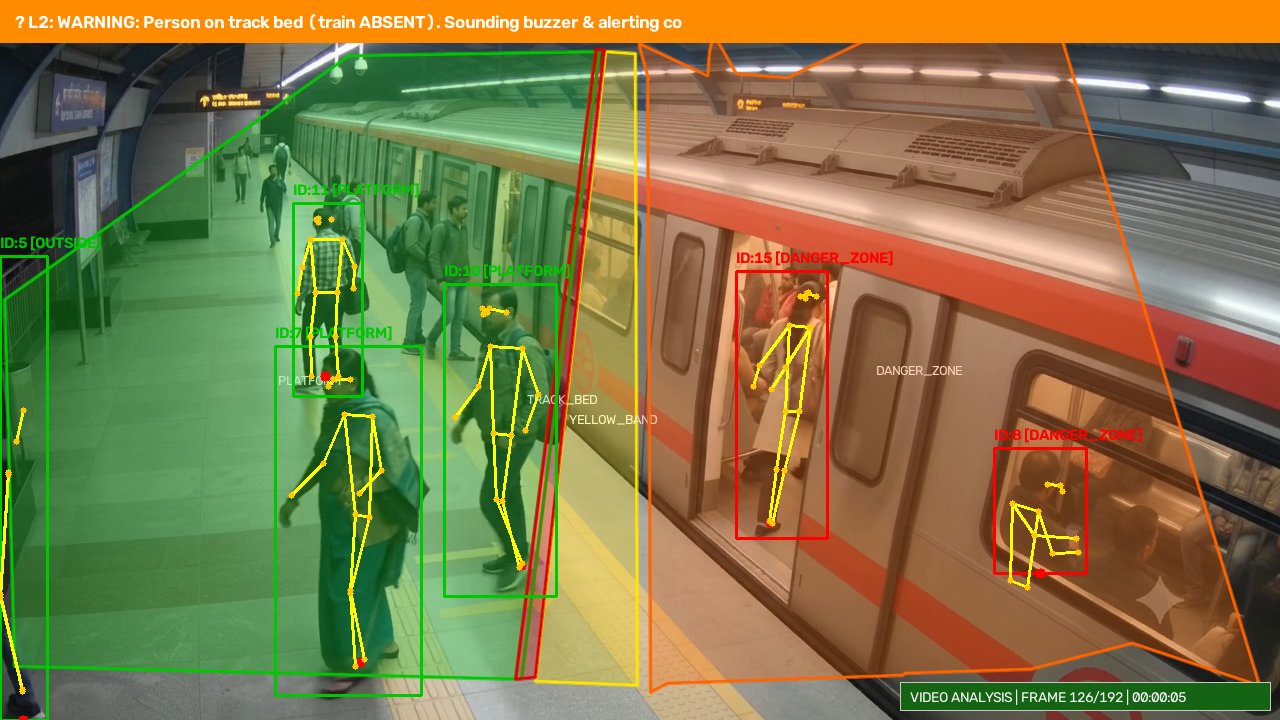 ? L2: WARNING: Person on track bed (train ABSENT). Sounding buzzer & alerting co
ID:11 [PLATFORM]
ID:5 [OUTSIDE]
ID:15 [DANGER_ZONE]
ID:10 [PLATFORM]
ID:7 [PLATFORM]
DANGER_ZONE
PLATFORM
TRACK_BED
YELLOW_BAND
ID:8 [DANGER_ZONE]
VIDEO ANALYSIS | FRAME 126/192 | 00:00:05